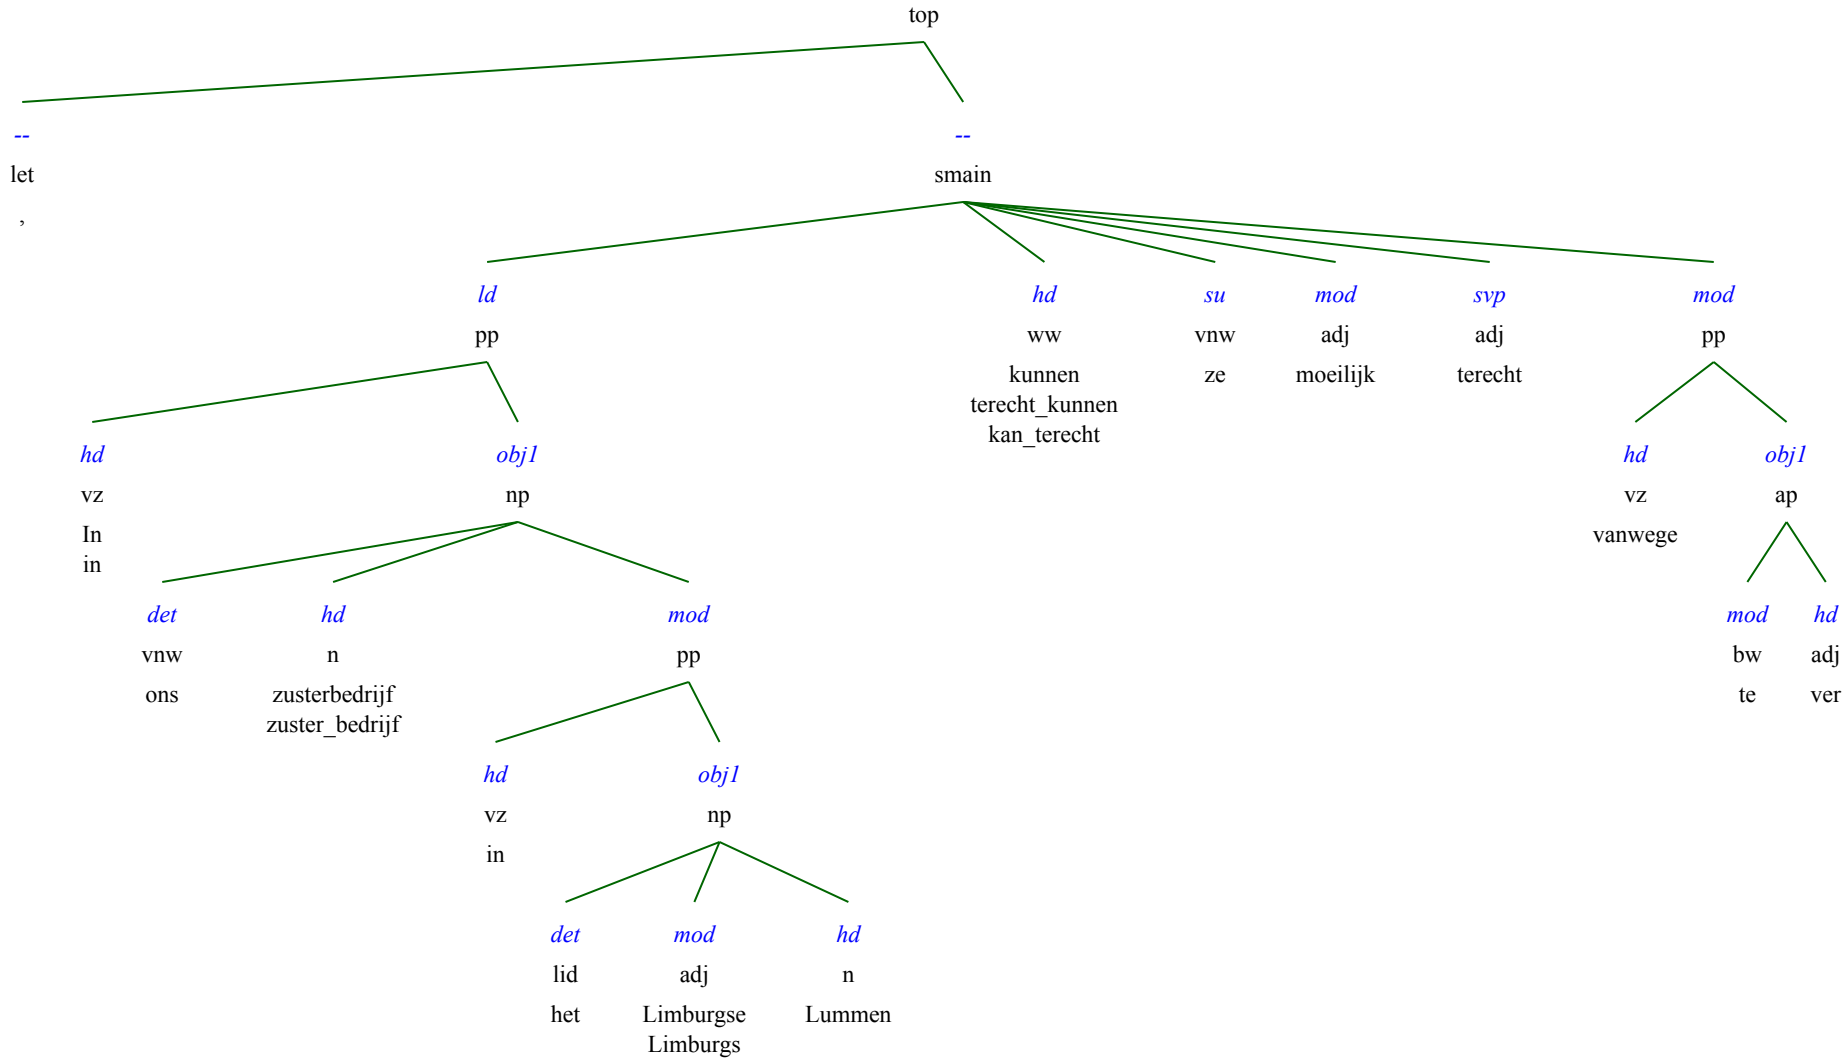 top
-- --
let smain
,
ld hd su mod svp mod
pp ww vnw adj adj pp
kunnen ze moeilijk terecht
terecht_kunnen
kan_terecht
hd obj1 hd obj1
vz np vz ap
In vanwege
in
det hd mod mod hd
vnw n pp bw adj
ons zusterbedrijf te ver
zuster_bedrijf
hd obj1
vz np
in
det mod hd
lid adj n
het Limburgse Lummen
Limburgs